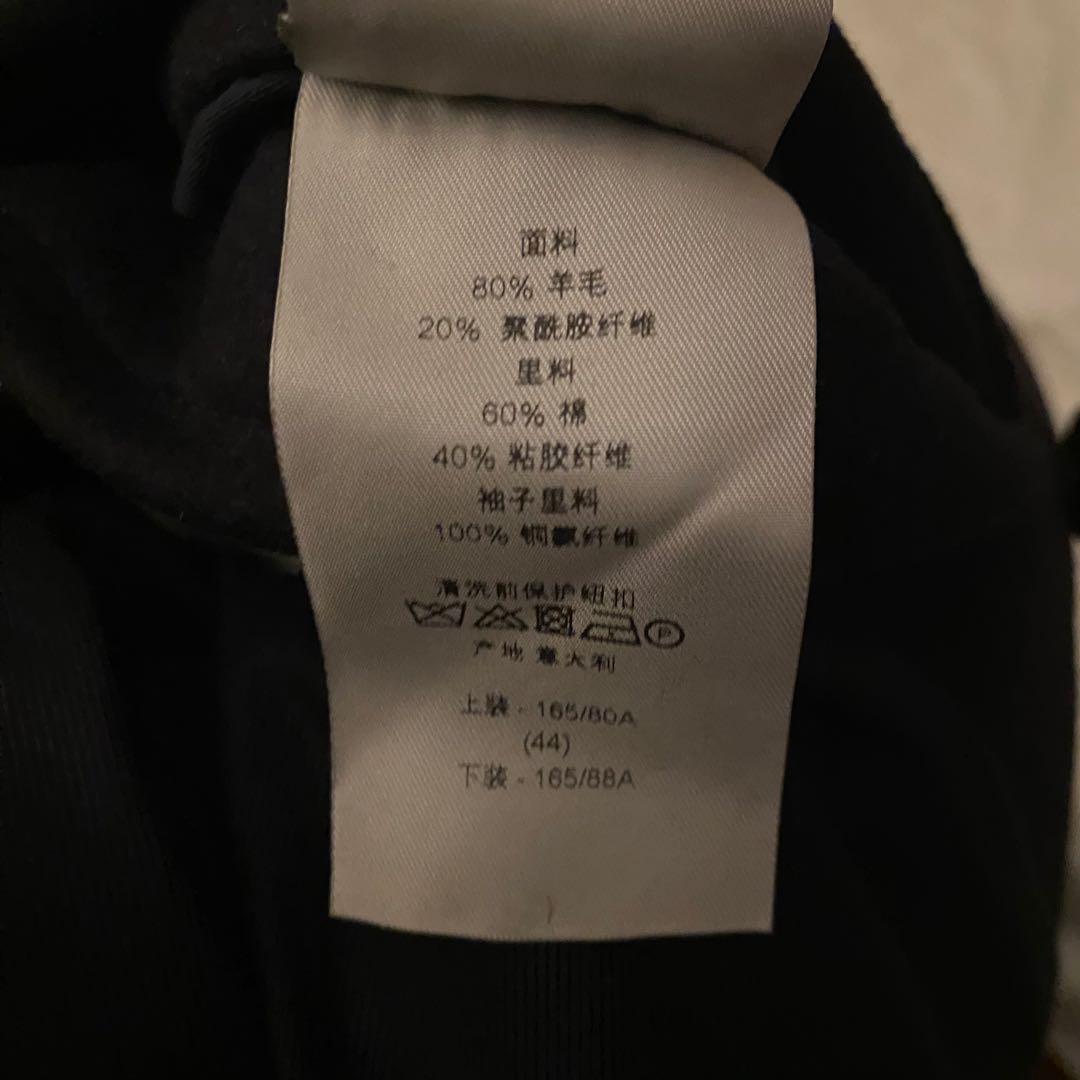 面料
80% 羊毛
20% 聚酰胺纤维
里料
60% 棉
40% 粘胶纤维
袖子里料
100% 铜氨纤维
清洗前保护纽扣
P
产地 意大利
上装 - 165/80A
(44)
下装 - 165/88A